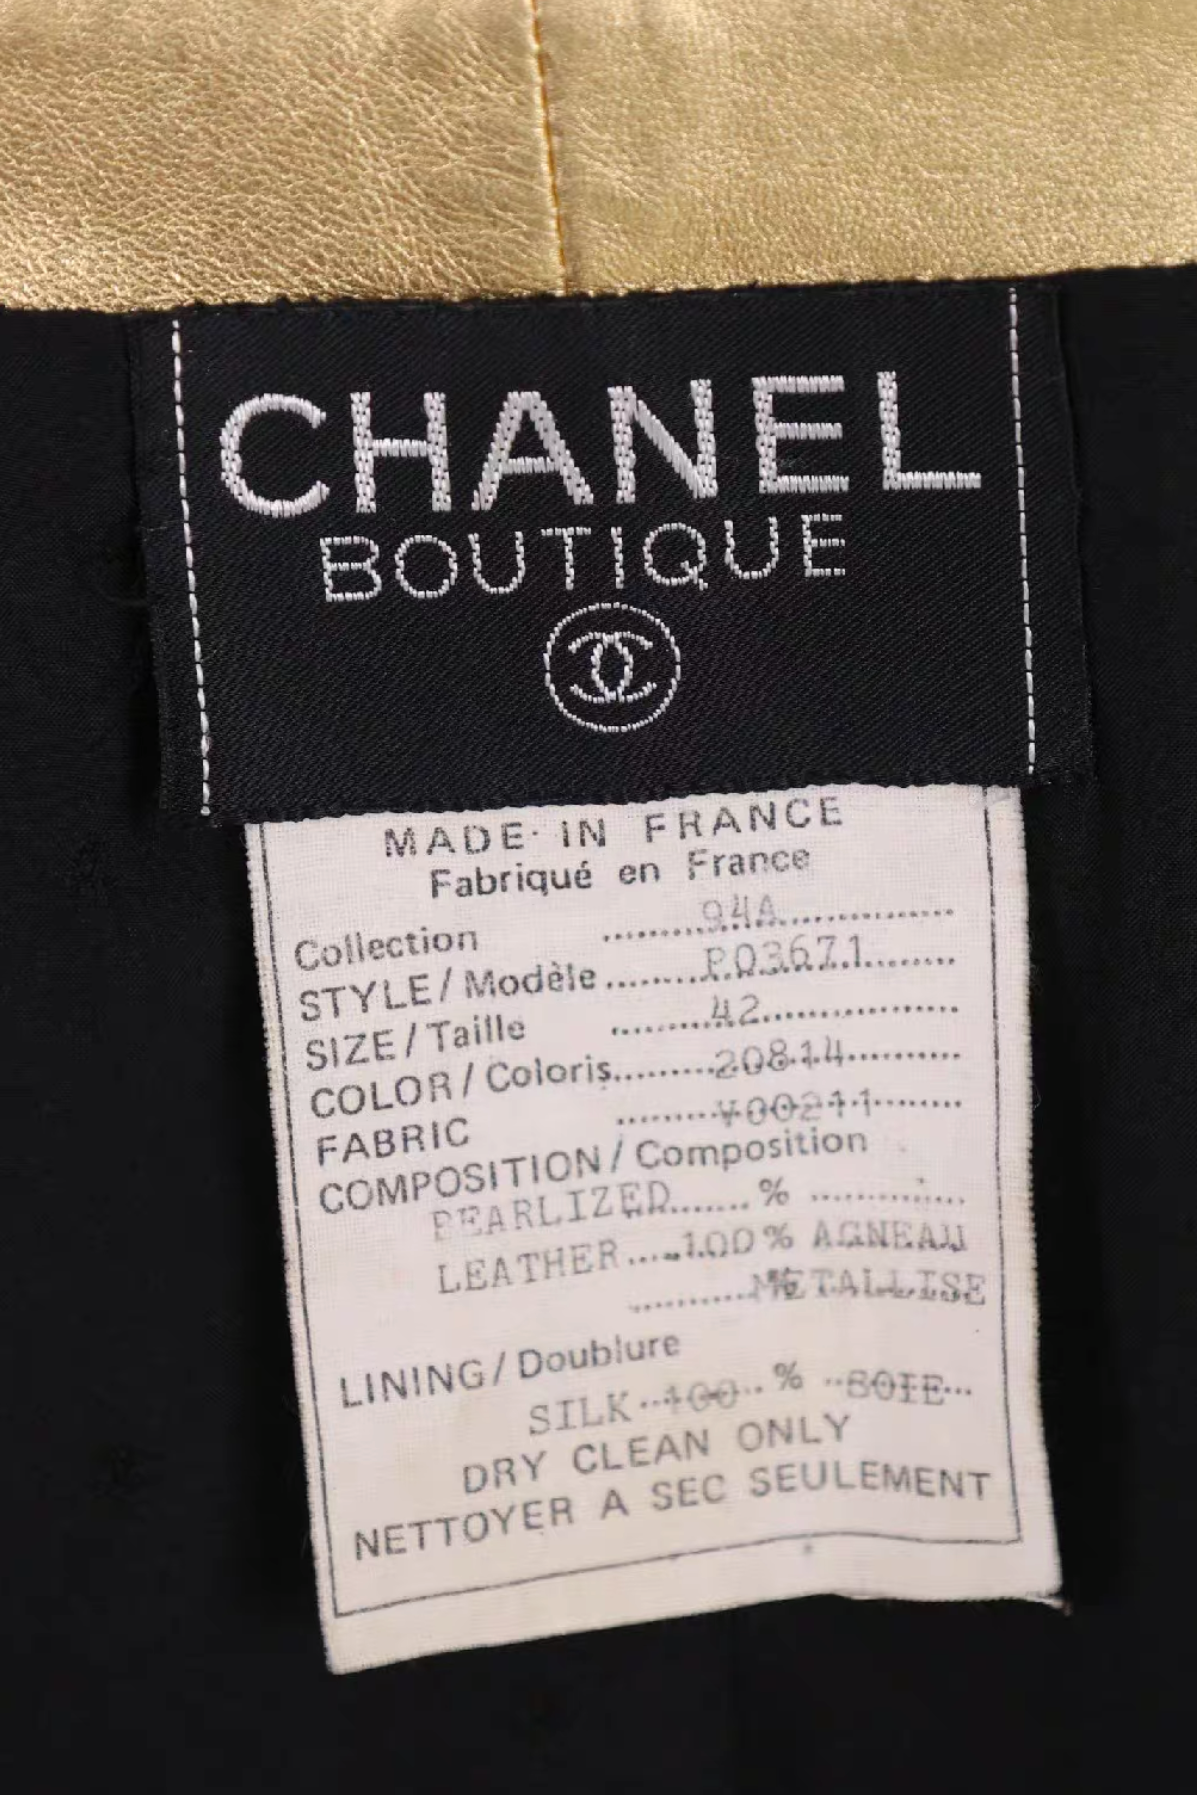 CHANEL
BOUTIQUE
MADE IN FRANCE
Fabriqué en France
Collection ........94A................
STYLE/Modèle ........P03671........
SIZE/Taille ........42................
COLOR/Coloris........20814........
FABRIC ........V00211........
COMPOSITION/Composition
PEARLIZED........% ................
LEATHER....100% AGNEAU
............% METALLISE
LINING/Doublure
SILK...100..% ..SOIE...
DRY CLEAN ONLY
NETTOYER A SEC SEULEMENT